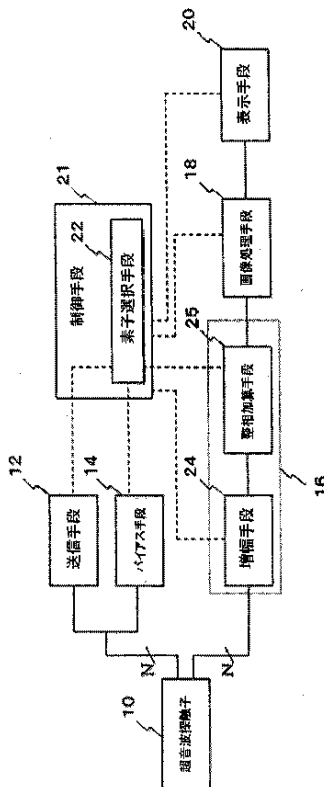 10
超音波探触子
N
N
12
送信手段
14
バイアス手段
21
制御手段
22
素子選択手段
24
増幅手段
25
整相加算手段
16
18
画像処理手段
20
表示手段